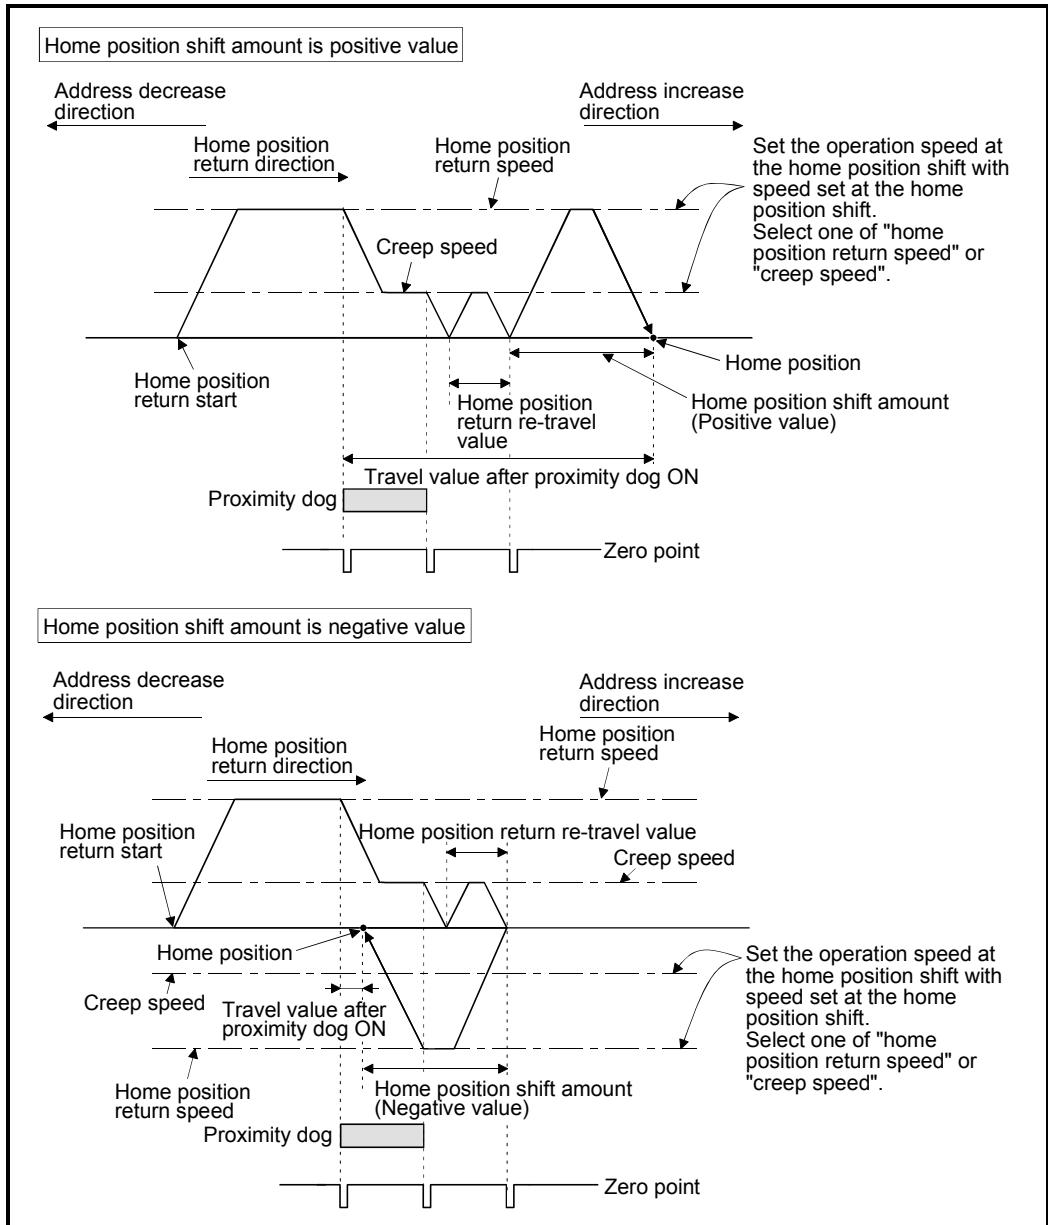 Home position shift amount is positive value
Address decrease
direction
Address increase
direction
Home position
return direction
Home position
return speed
Set the operation speed at
the home position shift with
speed set at the home
position shift.
Select one of "home
position return speed" or
"creep speed".
Creep speed
Home position
return start
Home position
Home position
return re-travel
value
Home position shift amount
(Positive value)
Travel value after proximity dog ON
Proximity dog
Zero point
Home position shift amount is negative value
Address decrease
direction
Address increase
direction
Home position
return direction
Home position
return speed
Home position
return start
Home position return re-travel value
Creep speed
Home position
Creep speed
Travel value after
proximity dog ON
Set the operation speed at
the home position shift with
speed set at the home
position shift.
Select one of "home
position return speed" or
"creep speed".
Home position
return speed
Home position shift amount
(Negative value)
Proximity dog
Zero point